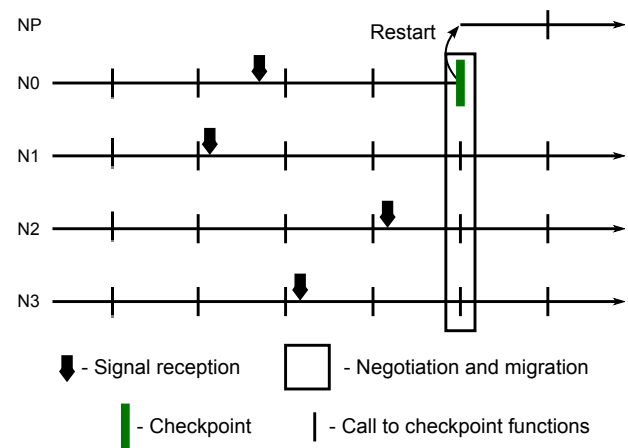 NP
Restart
N0
N1
N2
N3
- Signal reception
- Negotiation and migration
- Checkpoint
- Call to checkpoint functions